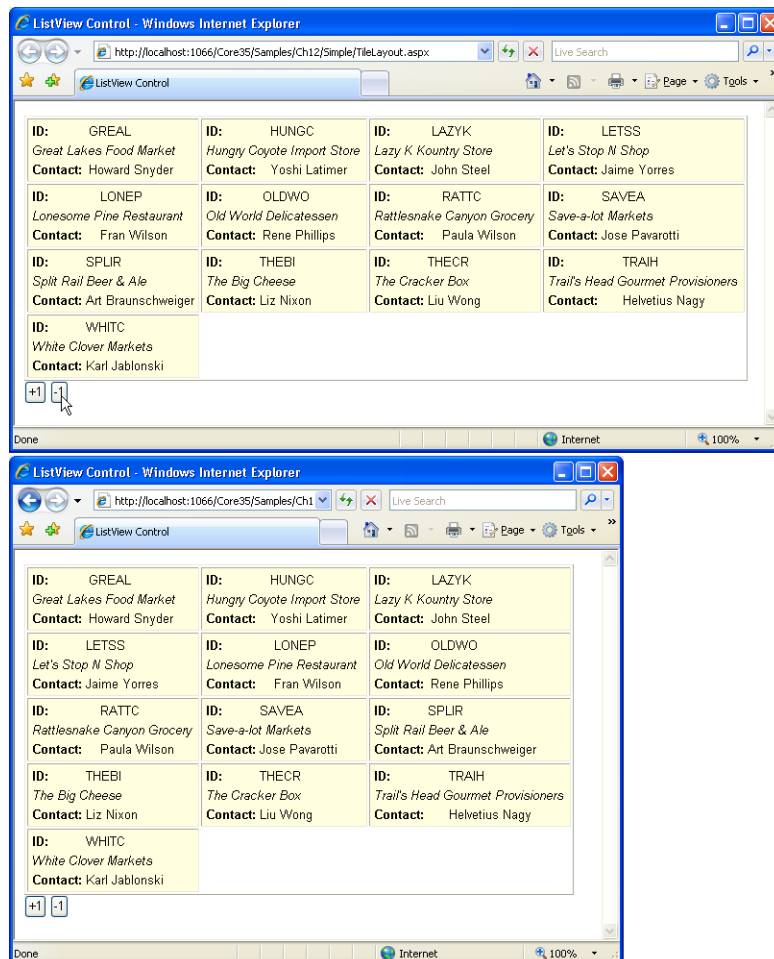 ListView Control - Windows Internet Explorer
http://localhost:1066/Core35/Samples/Ch12/Simple/TileLayout.aspx Live Search
ListView Control Page Tools »
ID: GREAL ID: HUNGC ID: LAZYK ID: LETSS
Great Lakes Food Market Hungry Coyote Import Store Lazy K Kountry Store Let's Stop N Shop
Contact: Howard Snyder Contact: Yoshi Latimer Contact: John Steel Contact: Jaime Yorres
ID: LONEP ID: OLDWO ID: RATTC ID: SAVEA
Lonesome Pine Restaurant Old World Delicatessen Rattlesnake Canyon Grocery Save-a-lot Markets
Contact: Fran Wilson Contact: Rene Phillips Contact: Paula Wilson Contact: Jose Pavarotti
ID: SPLIR ID: THEBI ID: THECR ID: TRAIH
Split Rail Beer & Ale The Big Cheese The Cracker Box Trail's Head Gourmet Provisioners
Contact: Art Braunschweiger Contact: Liz Nixon Contact: Liu Wong Contact: Helvetius Nagy
ID: WHITC
White Clover Markets
Contact: Karl Jablonski
+1 -1
Done Internet 100%
ListView Control - Windows Internet Explorer
http://localhost:1066/Core35/Samples/Ch1 Live Search
ListView Control Page Tools »
ID: GREAL ID: HUNGC ID: LAZYK
Great Lakes Food Market Hungry Coyote Import Store Lazy K Kountry Store
Contact: Howard Snyder Contact: Yoshi Latimer Contact: John Steel
ID: LETSS ID: LONEP ID: OLDWO
Let's Stop N Shop Lonesome Pine Restaurant Old World Delicatessen
Contact: Jaime Yorres Contact: Fran Wilson Contact: Rene Phillips
ID: RATTC ID: SAVEA ID: SPLIR
Rattlesnake Canyon Grocery Save-a-lot Markets Split Rail Beer & Ale
Contact: Paula Wilson Contact: Jose Pavarotti Contact: Art Braunschweiger
ID: THEBI ID: THECR ID: TRAIH
The Big Cheese The Cracker Box Trail's Head Gourmet Provisioners
Contact: Liz Nixon Contact: Liu Wong Contact: Helvetius Nagy
ID: WHITC
White Clover Markets
Contact: Karl Jablonski
+1 -1
Done Internet 100%